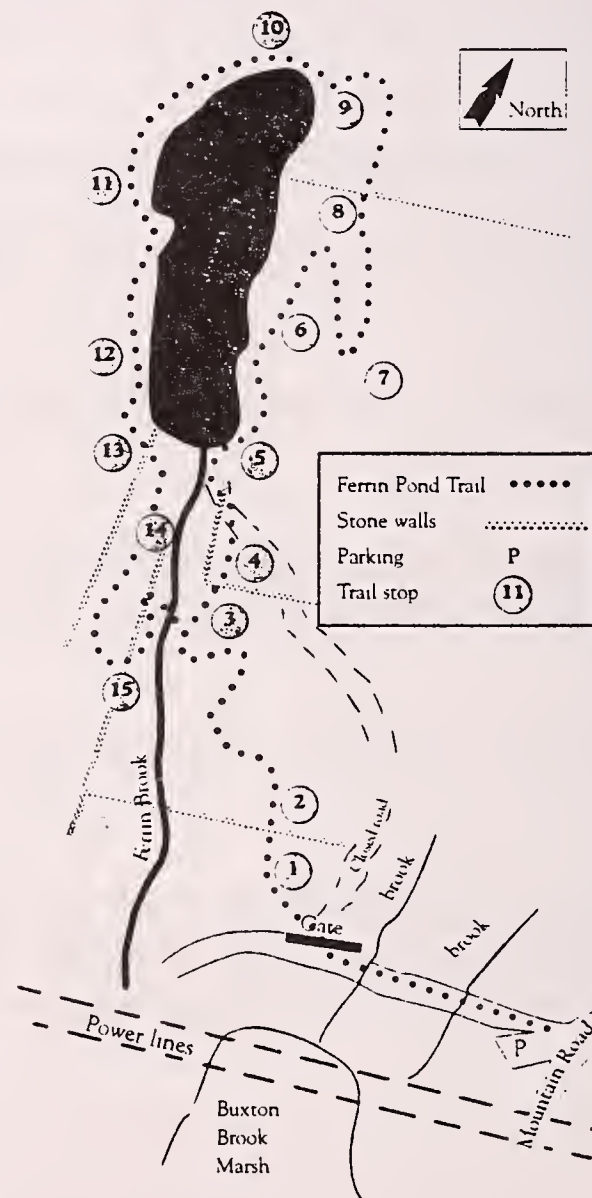 10
North
9
11
8
6
12
7
13
5
Ferrin Pond Trail
Stone walls
Parking P
Trail stop 11
14
4
3
15
2
Ferrin Brook
1
Closed road
brook
Gate
brook
P
Mountain Road
Power lines
Buxton
Brook
Marsh